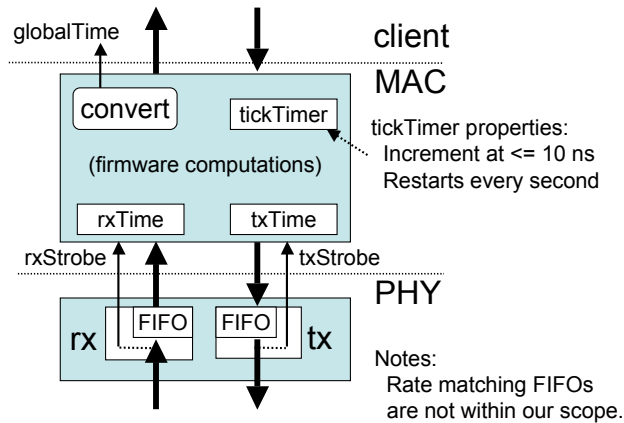 globalTime
client
MAC
convert
tickTimer
tickTimer properties:
Increment at <= 10 ns
Restarts every second
(firmware computations)
rxTime
txTime
rxStrobe
txStrobe
PHY
FIFO
FIFO
rx
tx
Notes:
Rate matching FIFOs
are not within our scope.